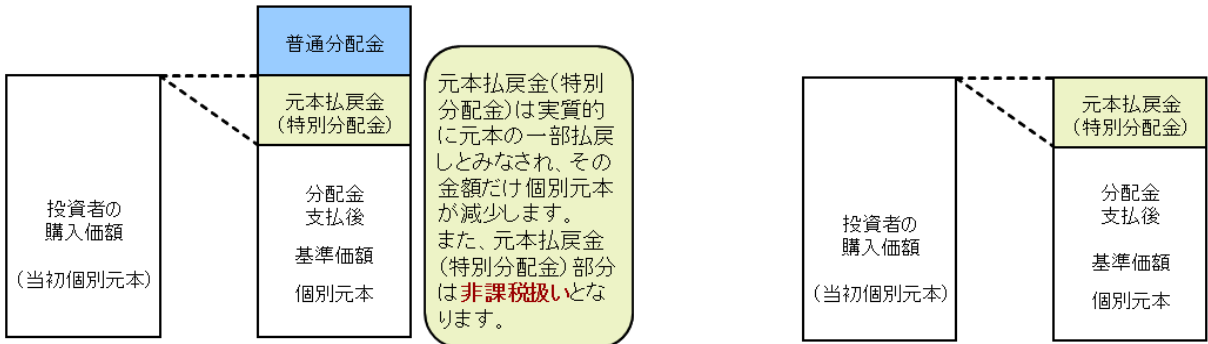 普通分配金
元本払戻金
(特別分配金)
投資者の
購入価額
(当初個別元本)
分配金
支払後
基準価額
個別元本
元本払戻金(特別
分配金)は実質的
に元本の一部払戻
しとみなされ、その
金額だけ個別元本
が減少します。
また、元本払戻金
(特別分配金)部分
は非課税扱いとな
ります。
投資者の
購入価額
(当初個別元本)
元本払戻金
(特別分配金)
分配金
支払後
基準価額
個別元本